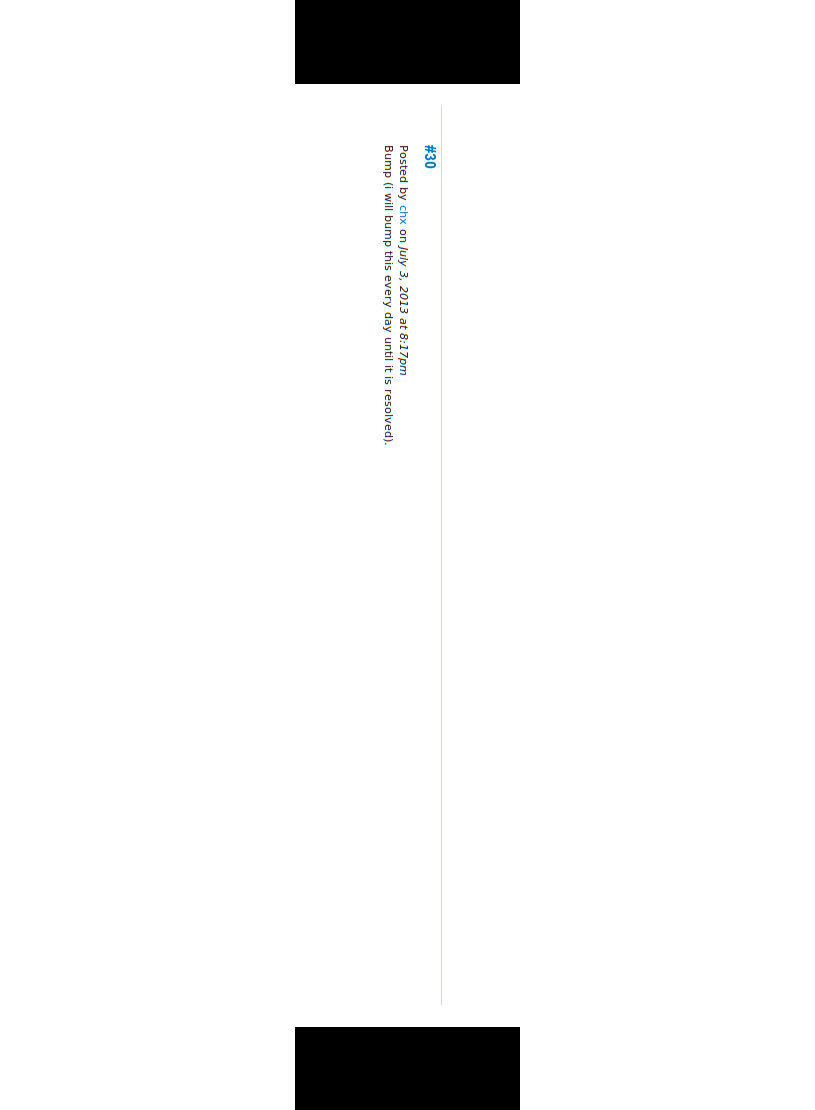 #30
Posted by chx on July 3, 2013 at 8:17pm
Bump (i will bump this every day until it is resolved).